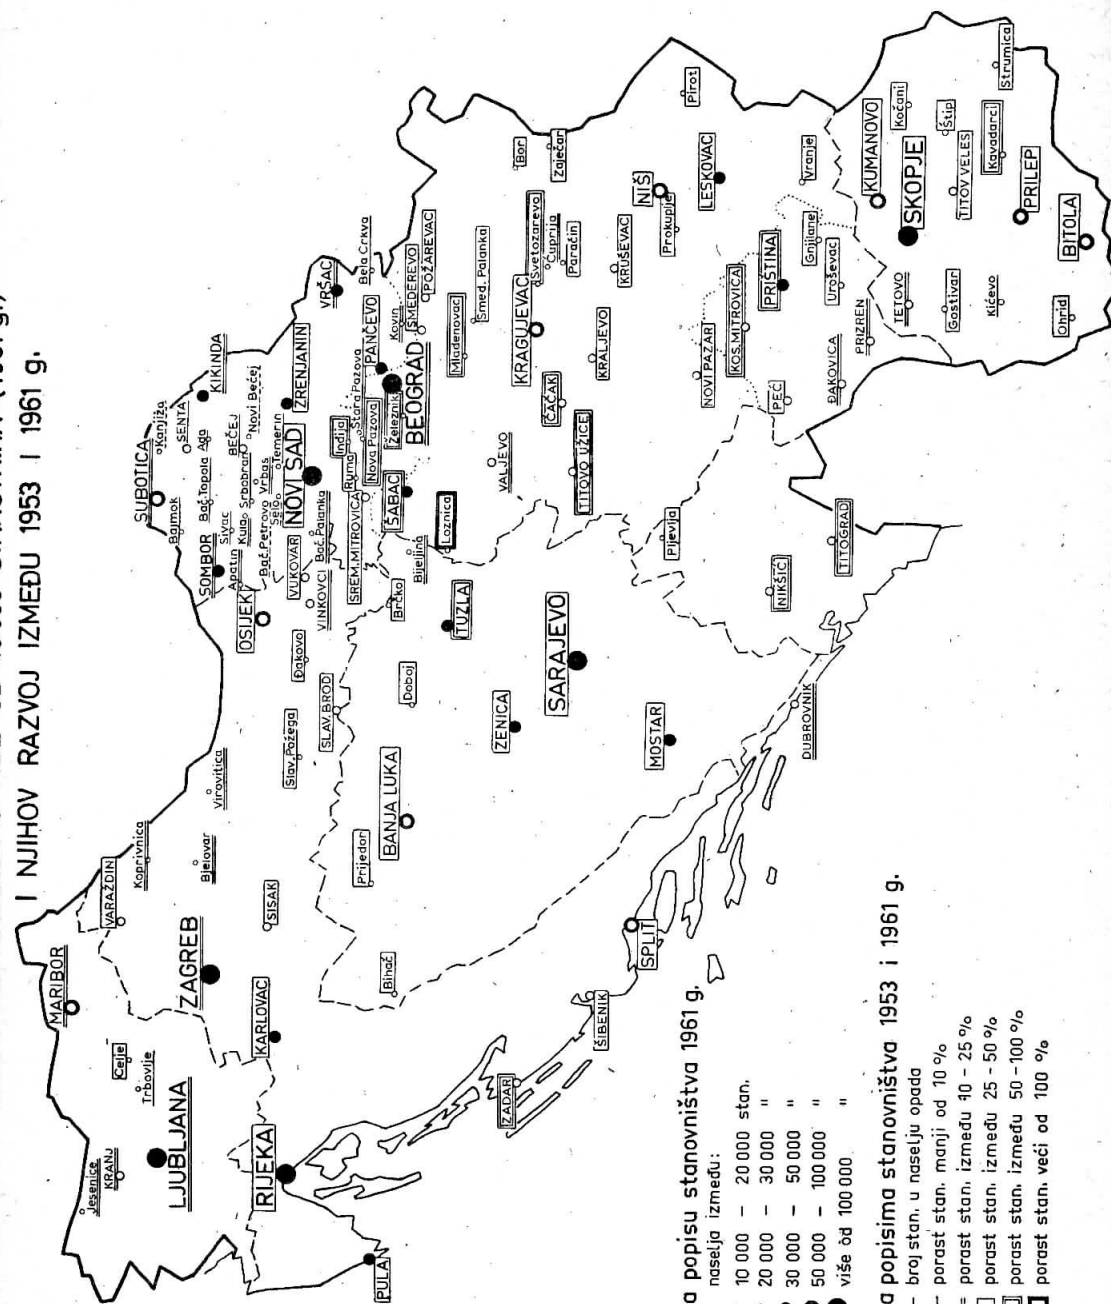 I NJIHOV RAZVOJ IZMEĐU 1953 I 1961 g.
Jesenice
KRANJ
LJUBLJANA
Celje
Trbovlje
MARIBOR
VARAŽDIN
Koprivnica
Bjelovar
Virovitica
ZAGREB
KARLOVAC
SISAK
RIJEKA
PULA
ZADAR
ŠIBENIK
SPLIT
DUBROVNIK
Slav. Požega
SLAV. BROD
Đakovo
OSIJEK
VINKOVCI
VUKOVAR
Bihać
Prijedor
BANJA LUKA
Doboj
Brčko
Bijeljina
TUZLA
ZENICA
SARAJEVO
MOSTAR
SUBOTICA
Kanjiža
SENTA
Bajmok
Bač. Topola
Ada
KIKINDA
SOMBOR
Sivac
Apatin
Kula
Srbobran
BEČEJ
Novi Bečej
Vrbas
Bač. Petrovo
Selo
Temerin
NOVI SAD
ZRENJANIN
Bač. Palanka
SREM. MITROVICA
Ruma
Inđija
Stara Pazova
Nova Pazova
PANČEVO
VRŠAC
Bela Crkva
Kovin
Železnik
BEOGRAD
SMEDEREVO
POŽAREVAC
ŠABAC
Loznica
Mladenovac
Smed. Palanka
VALJEVO
TITOVO UŽICE
ČAČAK
KRAGUJEVAC
Svetozarevo
Ćuprija
Paraćin
Bor
Zaječar
KRALJEVO
KRUŠEVAC
NIŠ
Prokuplje
Pirot
LESKOVAC
Vranje
NOVI PAZAR
KOS. MITROVICA
PRIŠTINA
Gnjilane
Uroševac
PEĆ
ĐAKOVICA
PRIZREN
Pljevlja
NIKŠIĆ
TITOGRAD
TETOVO
Gostivar
Kičevo
Ohrid
SKOPJE
KUMANOVO
Kočani
Štip
TITOV VELES
Kavadarci
Strumica
PRILEP
BITOLA
popisu stanovništva 1961 g.
naselja između:
10 000 – 20 000 stan.
20 000 – 30 000 "
30 000 – 50 000 "
50 000 – 100 000 "
više od 100 000 "
popisima stanovništva 1953 i 1961 g.
– broj stan. u naselju opada
– porast stan. manji od 10 %
= porast stan. između 10 – 25 %
porast stan. između 25 – 50 %
porast stan. između 50 – 100 %
porast stan. veći od 100 %